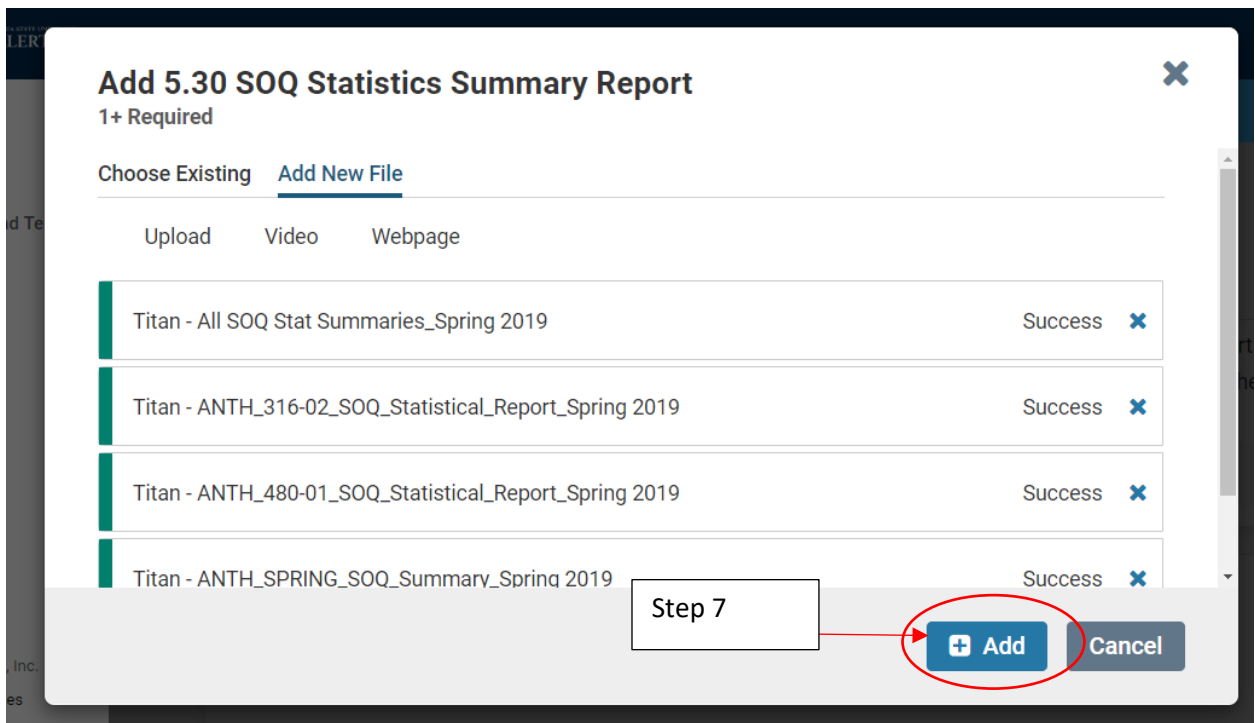 Add 5.30 SOQ Statistics Summary Report
1+ Required
Choose Existing Add New File
Upload Video Webpage
Titan - All SOQ Stat Summaries_Spring 2019 Success
Titan - ANTH_316-02_SOQ_Statistical_Report_Spring 2019 Success
Titan - ANTH_480-01_SOQ_Statistical_Report_Spring 2019 Success
Titan - ANTH_SPRING_SOQ_Summary_Spring 2019 Success
Step 7
Add Cancel
, Inc.